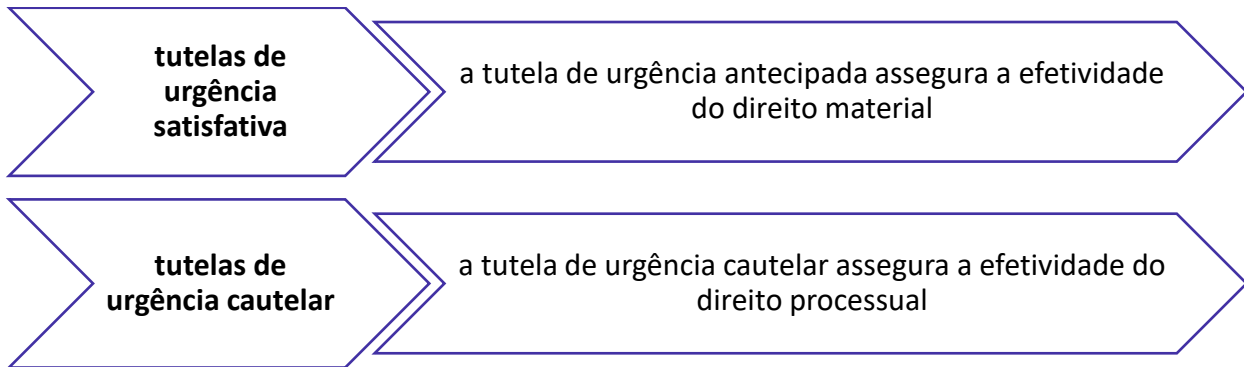 tutelas de
urgência
satisfativa
a tutela de urgência antecipada assegura a efetividade
do direito material
tutelas de
urgência cautelar
a tutela de urgência cautelar assegura a efetividade do
direito processual